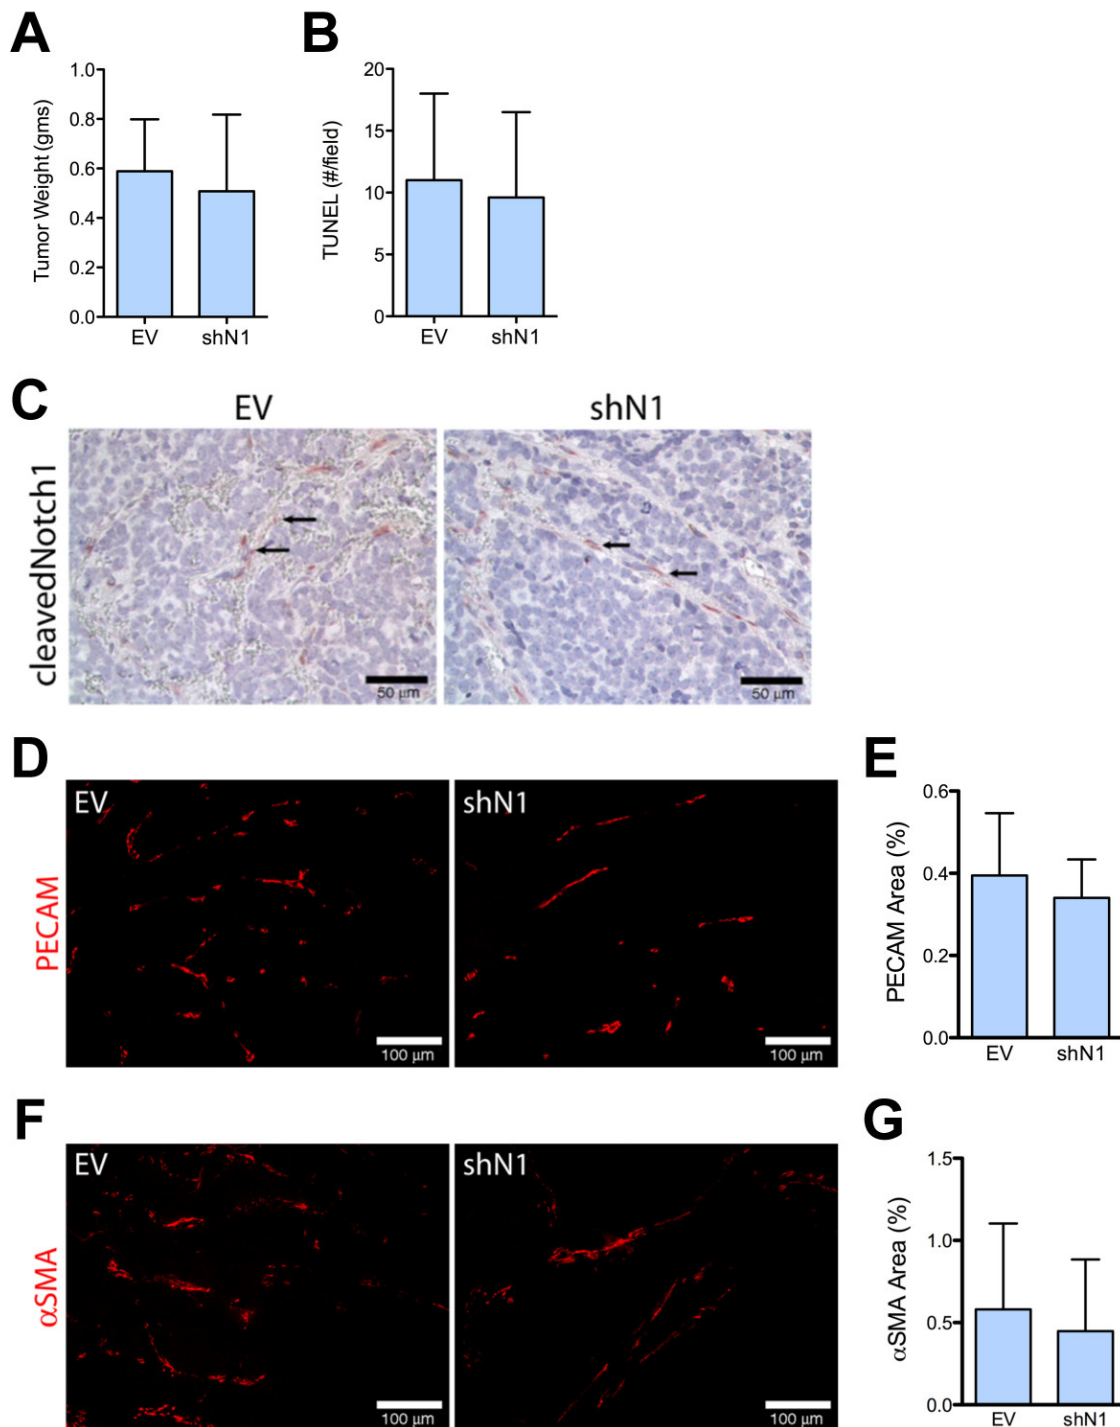 A
B
1.0
0.8
0.6
0.4
0.2
0.0
Tumor Weight (gms)
EV
shN1
20
15
10
5
0
TUNEL (#/field)
EV
shN1
C
EV
shN1
cleavedNotch1
50 μm
50 μm
D
EV
shN1
PECAM
100 μm
100 μm
E
0.6
0.4
0.2
0.0
PECAM Area (%)
EV
shN1
F
EV
shN1
αSMA
100 μm
100 μm
G
1.5
1.0
0.5
0.0
αSMA Area (%)
EV
shN1